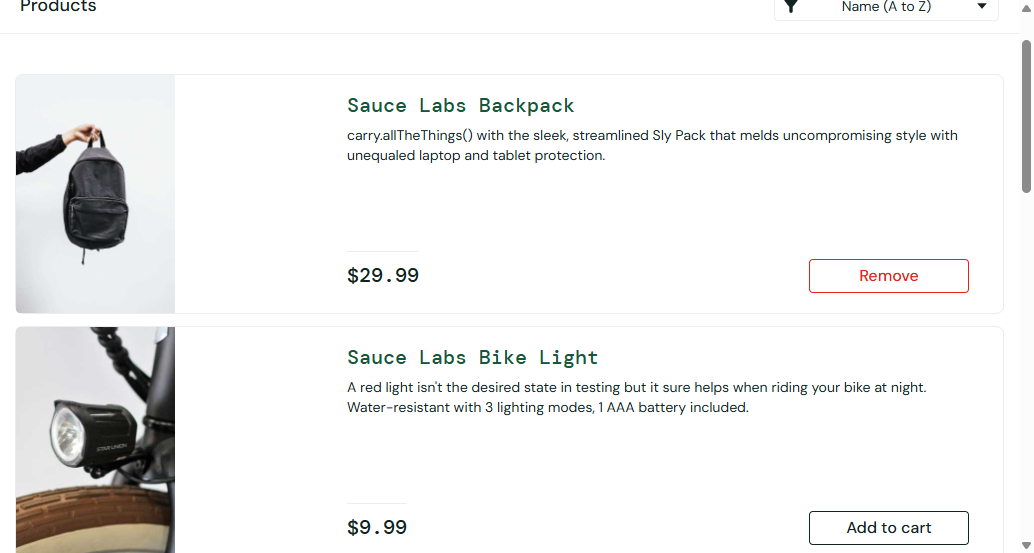 Products
Name (A to Z)
Sauce Labs Backpack
carry.allTheThings() with the sleek, streamlined Sly Pack that melds uncompromising style with
unequaled laptop and tablet protection.
$29.99
Remove
Sauce Labs Bike Light
A red light isn't the desired state in testing but it sure helps when riding your bike at night.
Water-resistant with 3 lighting modes, 1 AAA battery included.
$9.99
Add to cart